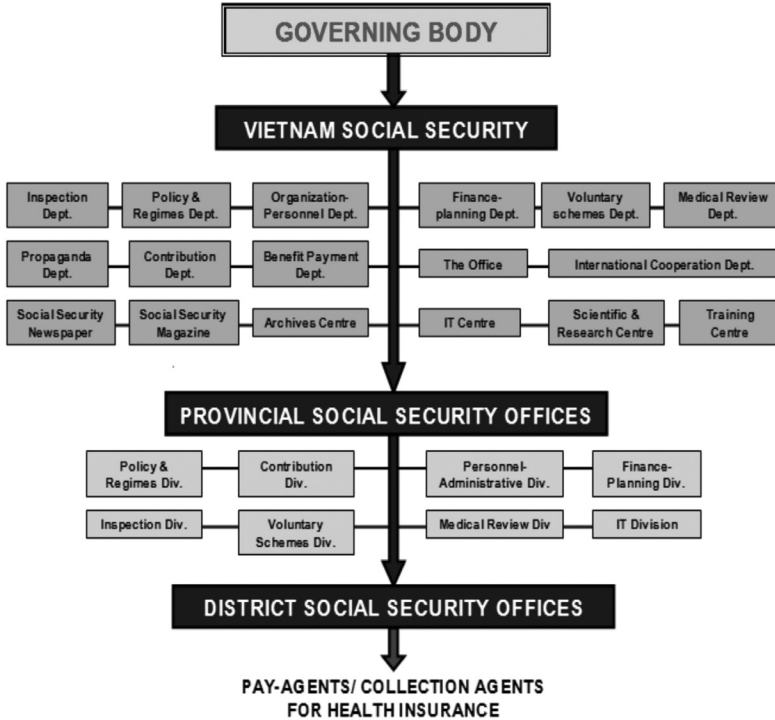 GOVERNING BODY
VIETNAM SOCIAL SECURITY
Inspection
Dept.
Policy &
Regimes Dept.
Organization-
Personnel Dept.
Finance-
planning Dept.
Voluntary
schemes Dept.
Medical Review
Dept.
Propaganda
Dept.
Contribution
Dept.
Benefit Payment
Dept.
The Office
International Cooperation Dept.
Social Security
Newspaper
Social Security
Magazine
Archives Centre
IT Centre
Scientific &
Research Centre
Training
Centre
PROVINCIAL SOCIAL SECURITY OFFICES
Policy &
Regimes Div.
Contribution
Div.
Personnel-
Administrative Div.
Finance-
Planning Div.
Inspection Div.
Voluntary
Schemes Div.
Medical Review Div
IT Division
DISTRICT SOCIAL SECURITY OFFICES
PAY-AGENTS/ COLLECTION AGENTS
FOR HEALTH INSURANCE